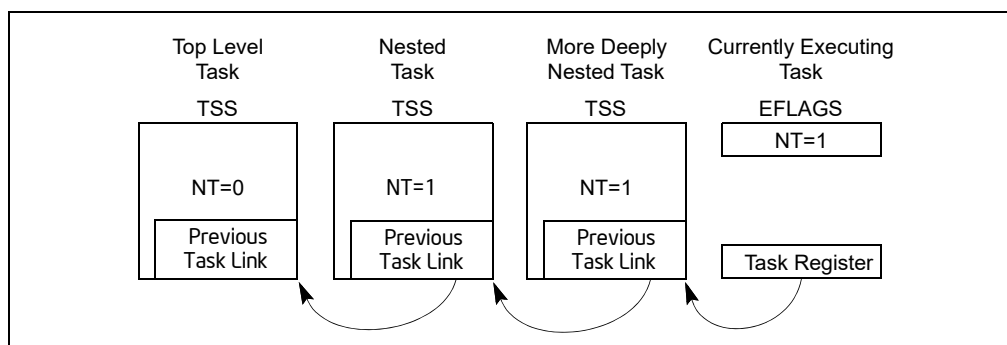 Top Level
Task
Nested
Task
More Deeply
Nested Task
Currently Executing
Task
TSS
TSS
TSS
EFLAGS
NT=1
NT=0
NT=1
NT=1
Previous
Task Link
Previous
Task Link
Previous
Task Link
Task Register